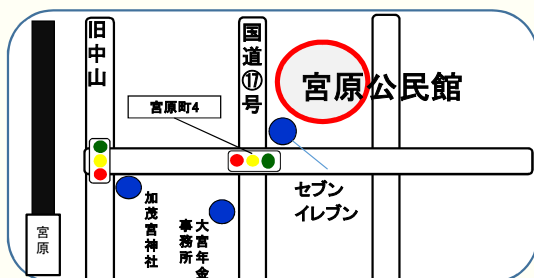 旧中山
国道⑰号
宮原公民館
宮原町4
セブン
イレブン
加茂宮神社
大宮年金
事務所
宮原